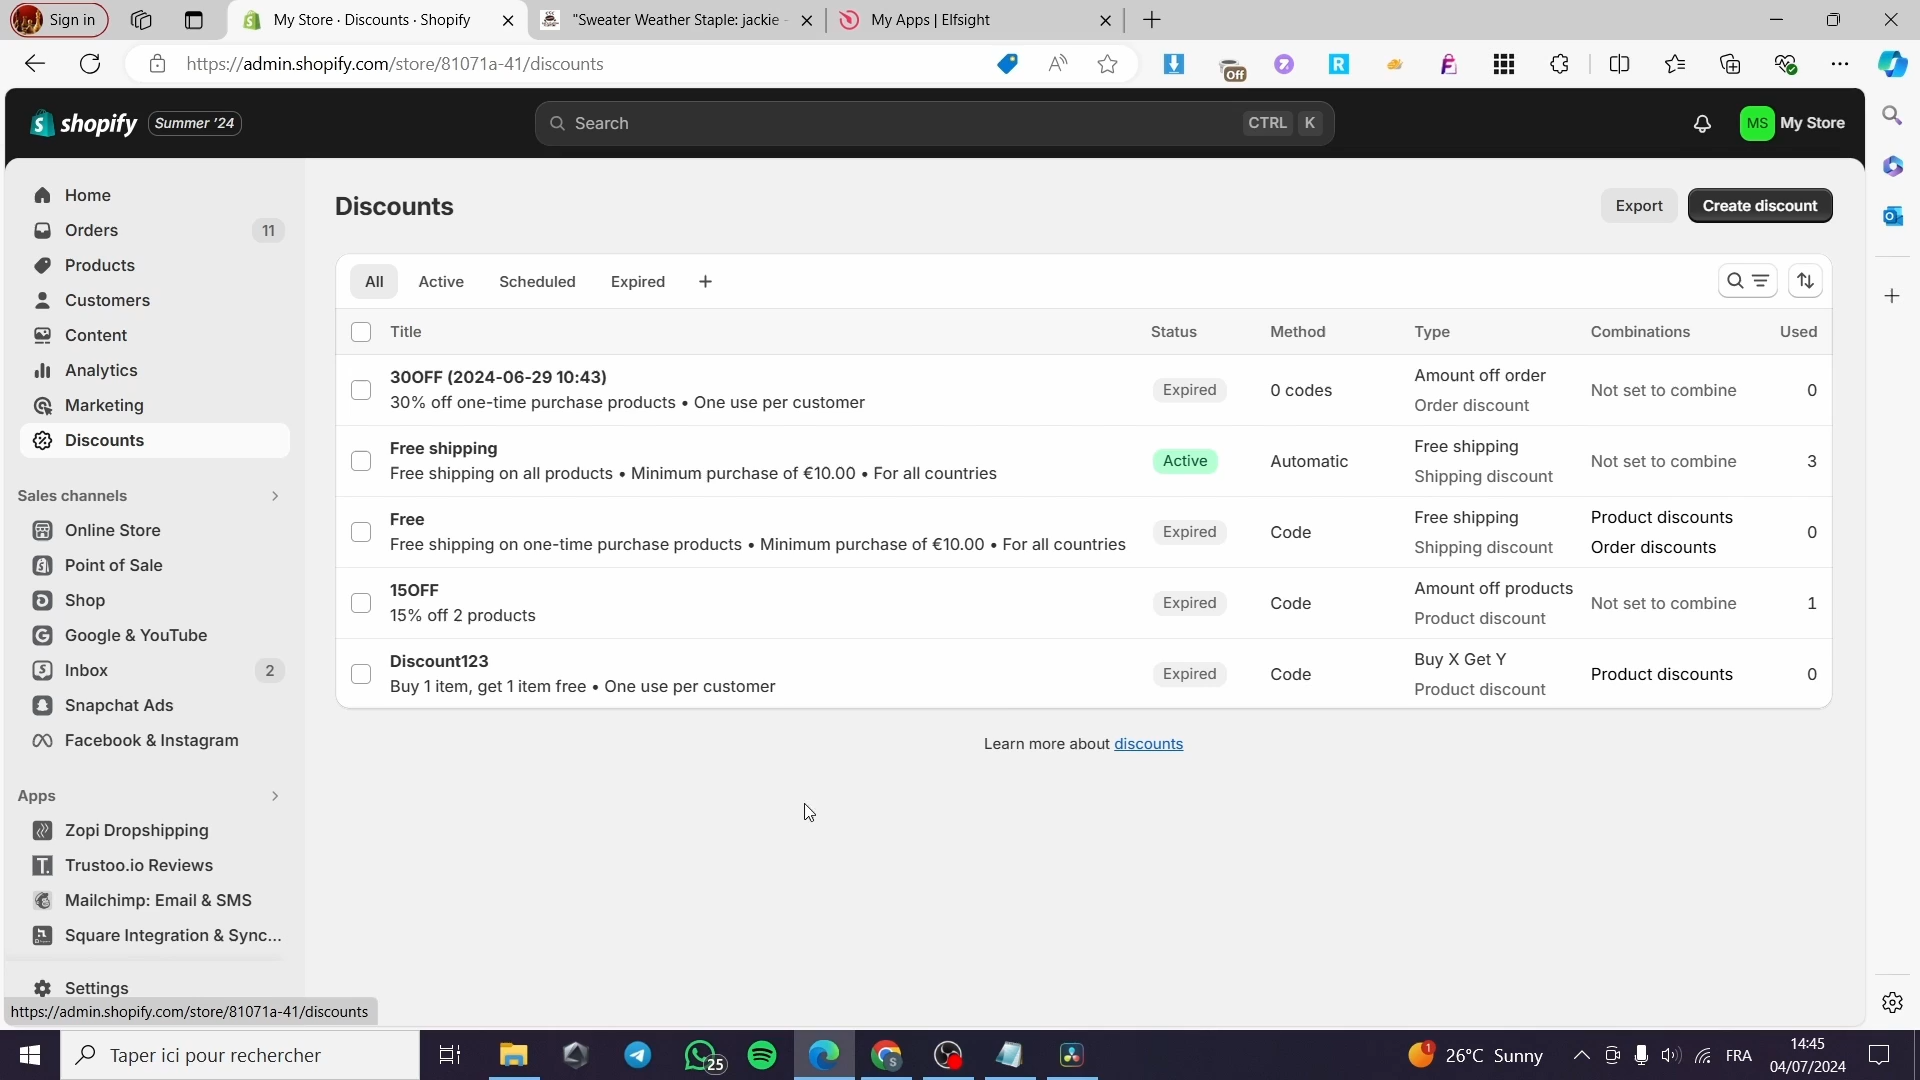 Sign in
My Store · Discounts · Shopify
"Sweater Weather Staple: jackie -
My Apps | Elfsight
https://admin.shopify.com/store/81071a-41/discounts
Off
shopify
Summer '24
Search
CTRL K
MS
My Store
Home
Orders
11
Products
Customers
Content
Analytics
Marketing
Discounts
Sales channels
Online Store
Point of Sale
Shop
Google & YouTube
Inbox
2
Snapchat Ads
Facebook & Instagram
Apps
Zopi Dropshipping
Trustoo.io Reviews
Mailchimp: Email & SMS
Square Integration & Sync...
Settings
https://admin.shopify.com/store/81071a-41/discounts
Discounts
Export
Create discount
All
Active
Scheduled
Expired
Title
Status
Method
Type
Combinations
Used
30OFF (2024-06-29 10:43)
30% off one-time purchase products • One use per customer
Expired
0 codes
Amount off order
Order discount
Not set to combine
0
Free shipping
Free shipping on all products • Minimum purchase of €10.00 • For all countries
Active
Automatic
Free shipping
Shipping discount
Not set to combine
3
Free
Free shipping on one-time purchase products • Minimum purchase of €10.00 • For all countries
Expired
Code
Free shipping
Shipping discount
Product discounts
Order discounts
0
15OFF
15% off 2 products
Expired
Code
Amount off products
Product discount
Not set to combine
1
Discount123
Buy 1 item, get 1 item free • One use per customer
Expired
Code
Buy X Get Y
Product discount
Product discounts
0
Learn more about discounts
Taper ici pour rechercher
25
1
26°C Sunny
FRA
14:45
04/07/2024